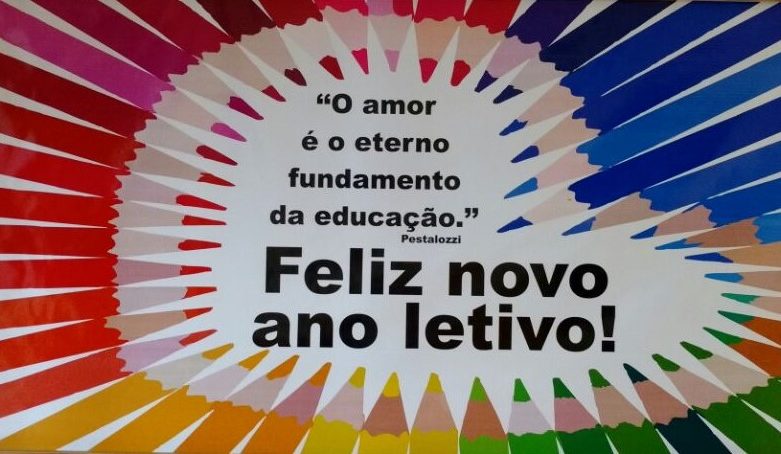 “O amor
é o eterno
fundamento
da educação.”
Pestalozzi
Feliz novo
ano letivo!